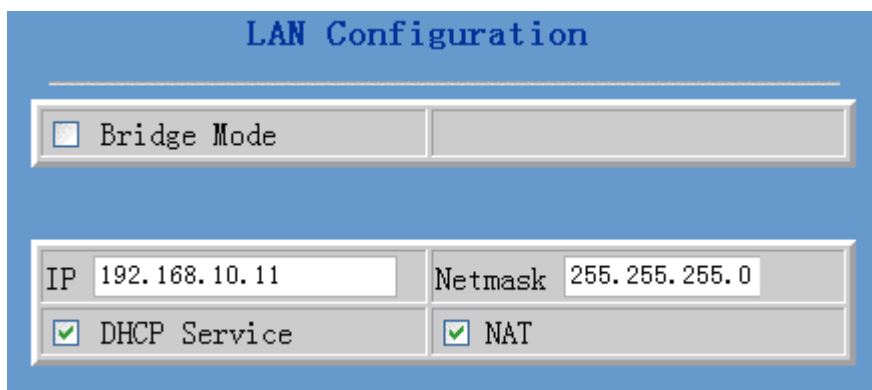 LAN Configuration
Bridge Mode
IP 192.168.10.11 Netmask 255.255.255.0
DHCP Service NAT